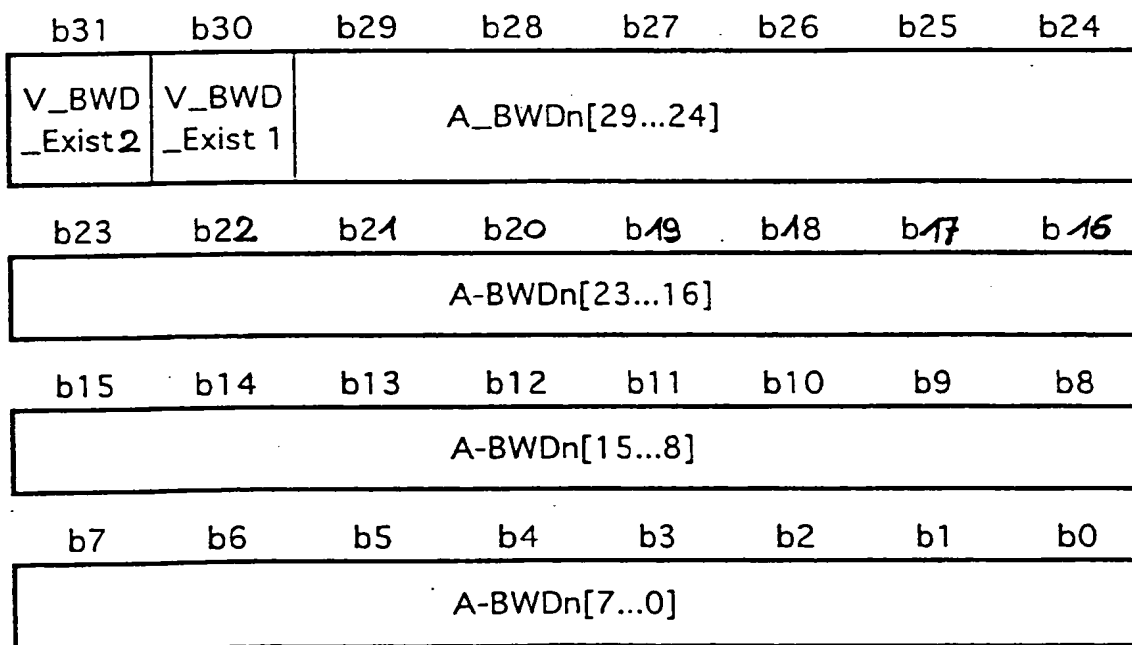 b31 b30 b29 b28 b27 b26 b25 b24
V_BWD V_BWD
A_BWDn[29...24]
_Exist2 _Exist 1
b23 b22 b21 b20 b19 b18 b17 b16
A-BWDn[23...16]
b15 b14 b13 b12 b11 b10 b9 b8
A-BWDn[15...8]
b7 b6 b5 b4 b3 b2 b1 b0
A-BWDn[7...0]